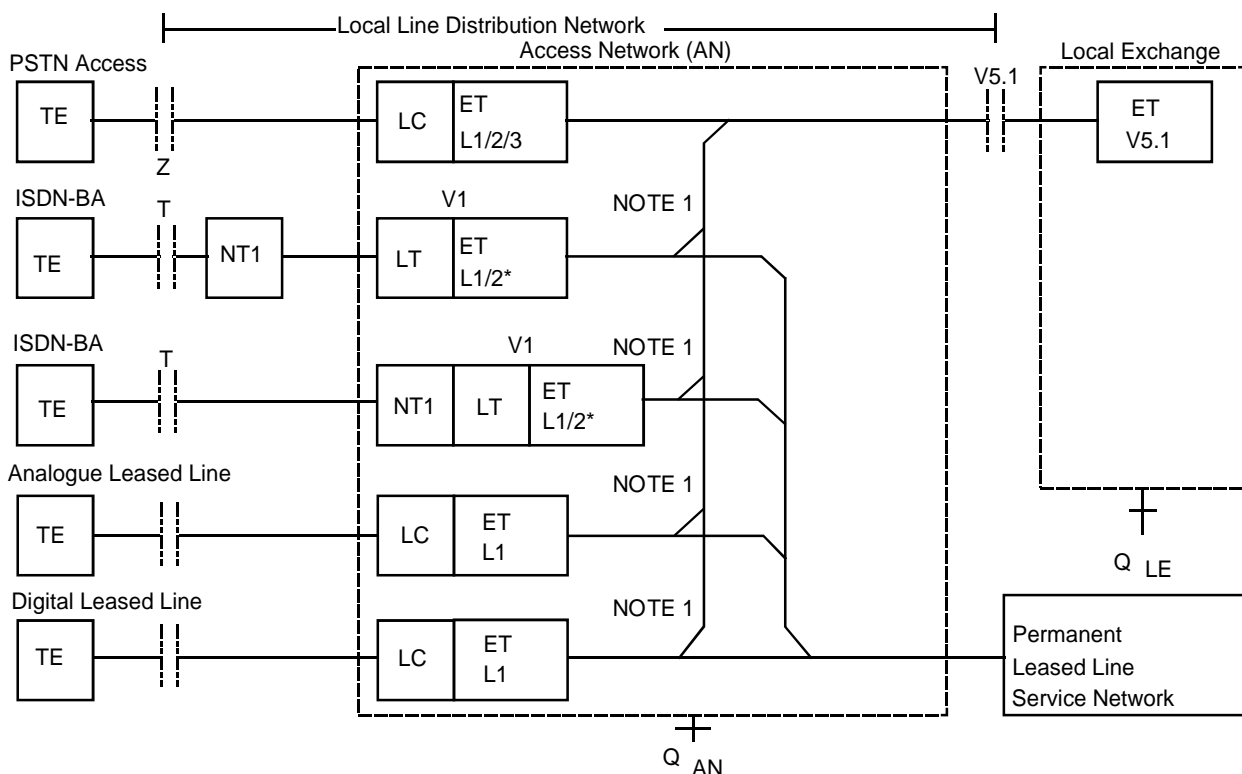 Local Line Distribution Network
Access Network (AN)
Local Exchange
PSTN Access
V5.1
TE
Z
LC
ET
L1/2/3
ET
V5.1
ISDN-BA
T
V1
NOTE 1
TE
NT1
LT
ET
L1/2*
ISDN-BA
T
V1
NOTE 1
TE
NT1
LT
ET
L1/2*
Analogue Leased Line
NOTE 1
TE
LC
ET
L1
Q LE
Digital Leased Line
NOTE 1
TE
LC
ET
L1
Permanent
Leased Line
Service Network
Q AN